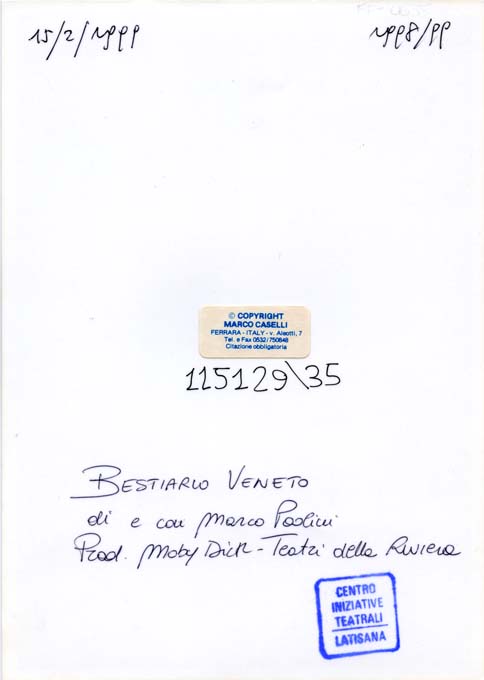 15/2/1999
1998/99
© COPYRIGHT
MARCO CASELLI
FERRARA - ITALY - v. Aleotti, 7
Tel. e Fax 0532/750848
Citazione obbligatoria
115129\35
BESTIARIO VENETO
di e con Marco Paolini
Prod. Moby Dick - Teatri della Riviera
CENTRO
INIZIATIVE
TEATRALI
LATISANA